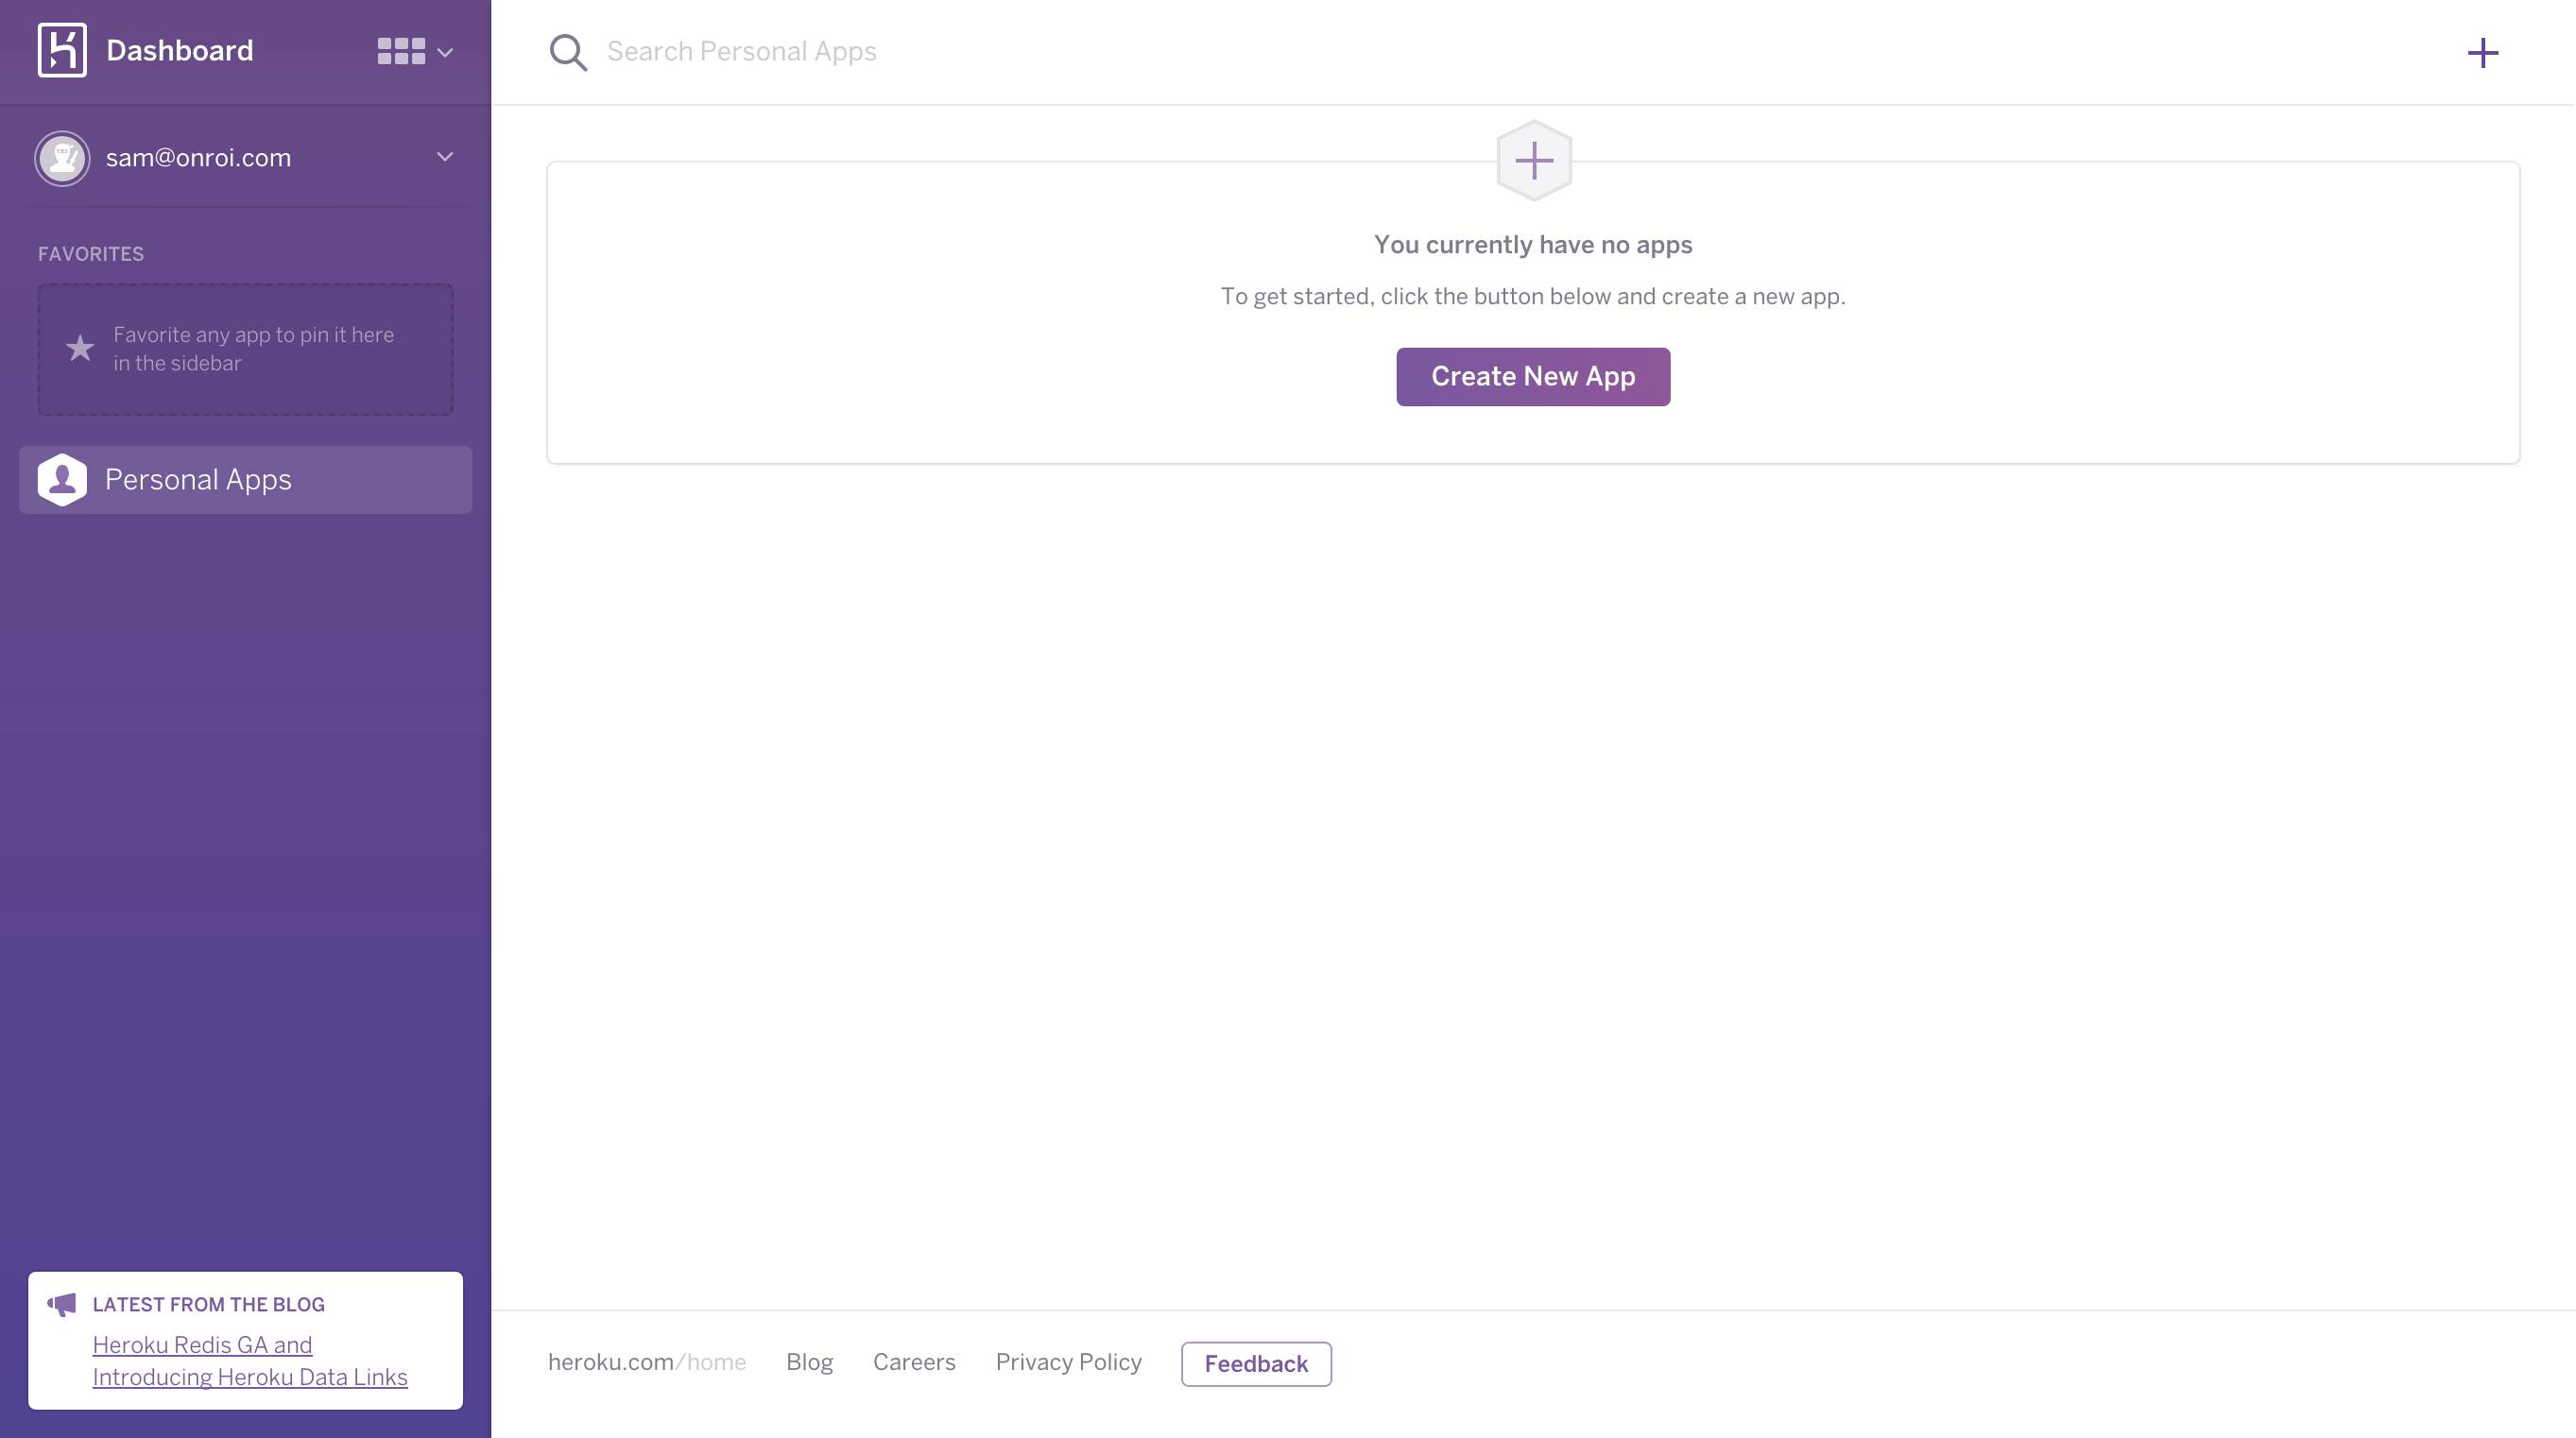 Dashboard
Search Personal Apps
sam@onroi.com
FAVORITES
Favorite any app to pin it here
in the sidebar
Personal Apps
You currently have no apps
To get started, click the button below and create a new app.
Create New App
LATEST FROM THE BLOG
Heroku Redis GA and
Introducing Heroku Data Links
heroku.com/home Blog Careers Privacy Policy Feedback